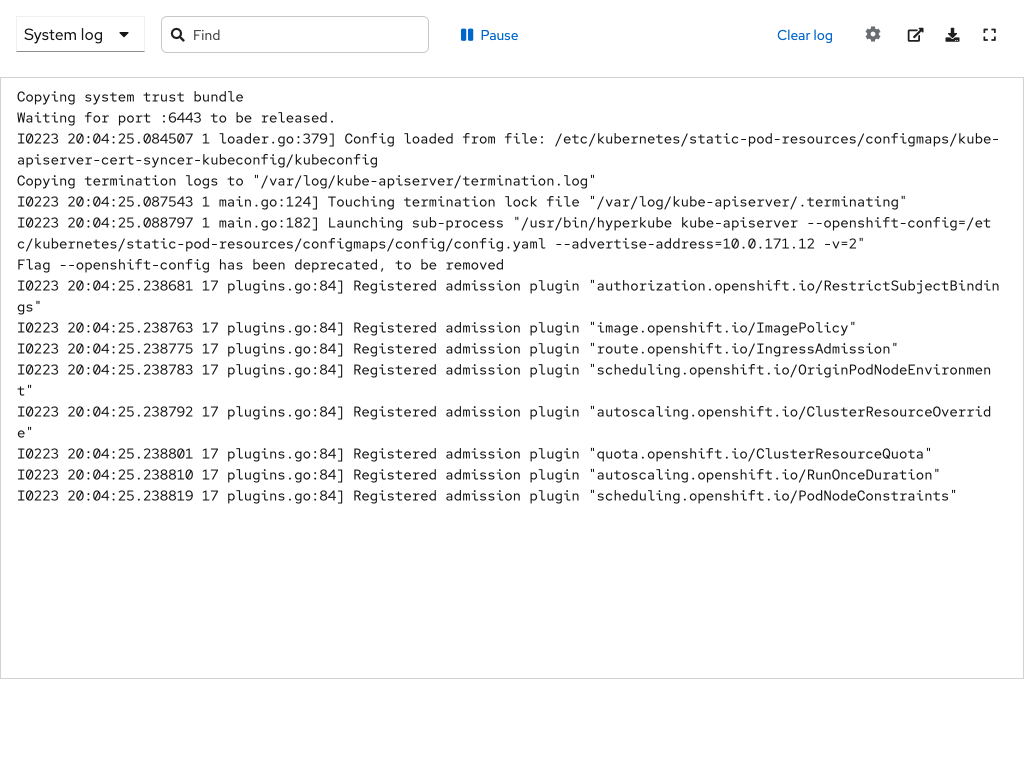 System log
Find
Pause
Clear log
Copying system trust bundle
Waiting for port :6443 to be released.
I0223 20:04:25.084507 1 loader.go:379] Config loaded from file: /etc/kubernetes/static-pod-resources/configmaps/kube-
apiserver-cert-syncer-kubeconfig/kubeconfig
Copying termination logs to "/var/log/kube-apiserver/termination.log"
I0223 20:04:25.087543 1 main.go:124] Touching termination lock file "/var/log/kube-apiserver/.terminating"
I0223 20:04:25.088797 1 main.go:182] Launching sub-process "/usr/bin/hyperkube kube-apiserver --openshift-config=/et
c/kubernetes/static-pod-resources/configmaps/config/config.yaml --advertise-address=10.0.171.12 -v=2"
Flag --openshift-config has been deprecated, to be removed
I0223 20:04:25.238681 17 plugins.go:84] Registered admission plugin "authorization.openshift.io/RestrictSubjectBindin
gs"
I0223 20:04:25.238763 17 plugins.go:84] Registered admission plugin "image.openshift.io/ImagePolicy"
I0223 20:04:25.238775 17 plugins.go:84] Registered admission plugin "route.openshift.io/IngressAdmission"
I0223 20:04:25.238783 17 plugins.go:84] Registered admission plugin "scheduling.openshift.io/OriginPodNodeEnvironmen
t"
I0223 20:04:25.238792 17 plugins.go:84] Registered admission plugin "autoscaling.openshift.io/ClusterResourceOverrid
e"
I0223 20:04:25.238801 17 plugins.go:84] Registered admission plugin "quota.openshift.io/ClusterResourceQuota"
I0223 20:04:25.238810 17 plugins.go:84] Registered admission plugin "autoscaling.openshift.io/RunOnceDuration"
I0223 20:04:25.238819 17 plugins.go:84] Registered admission plugin "scheduling.openshift.io/PodNodeConstraints"